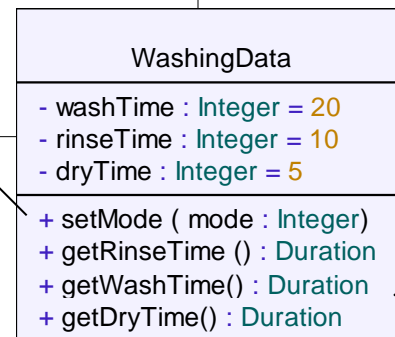 WashingData
- washTime : Integer = 20
- rinseTime : Integer = 10
- dryTime : Integer = 5
+ setMode ( mode : Integer)
+ getRinseTime () : Duration
+ getWashTime() : Duration
+ getDryTime() : Duration